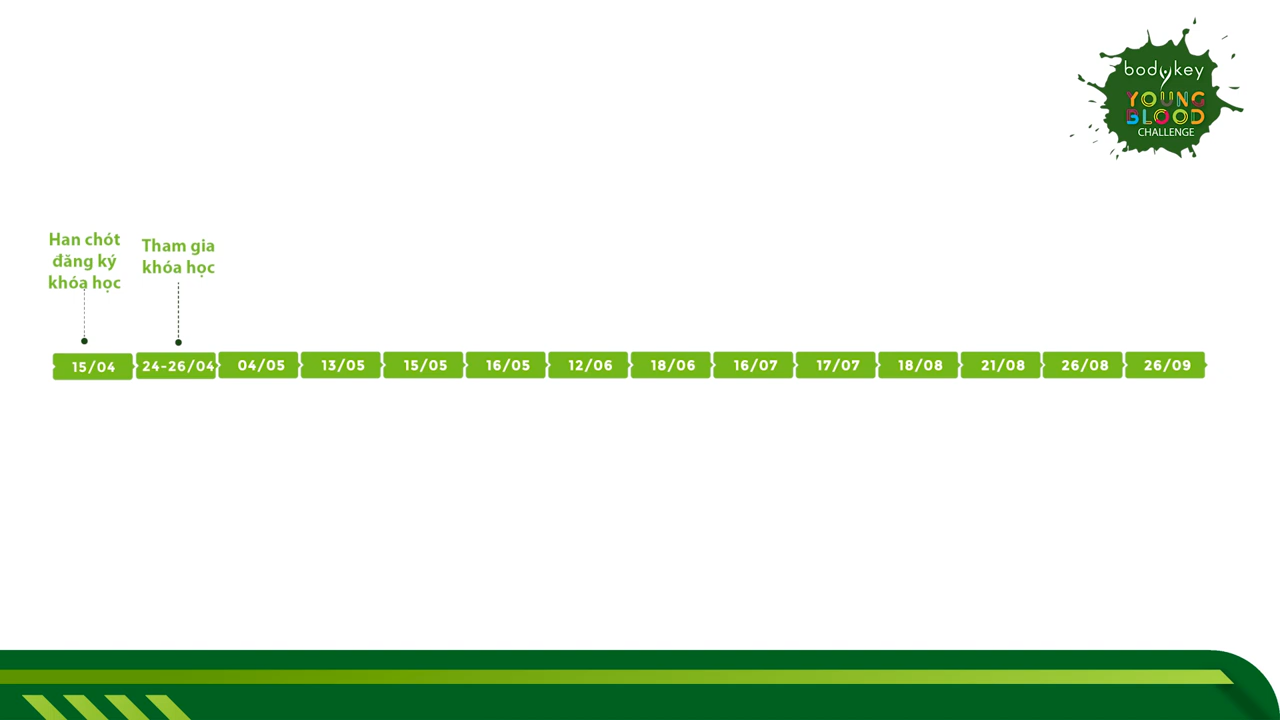 bodykey
YOUNG
BLOOD
CHALLENGE
Han chót
đăng ký
khóa học
Tham gia
khóa học
15/04
24-26/04
04/05
13/05
15/05
16/05
12/06
18/06
16/07
17/07
18/08
21/08
26/08
26/09